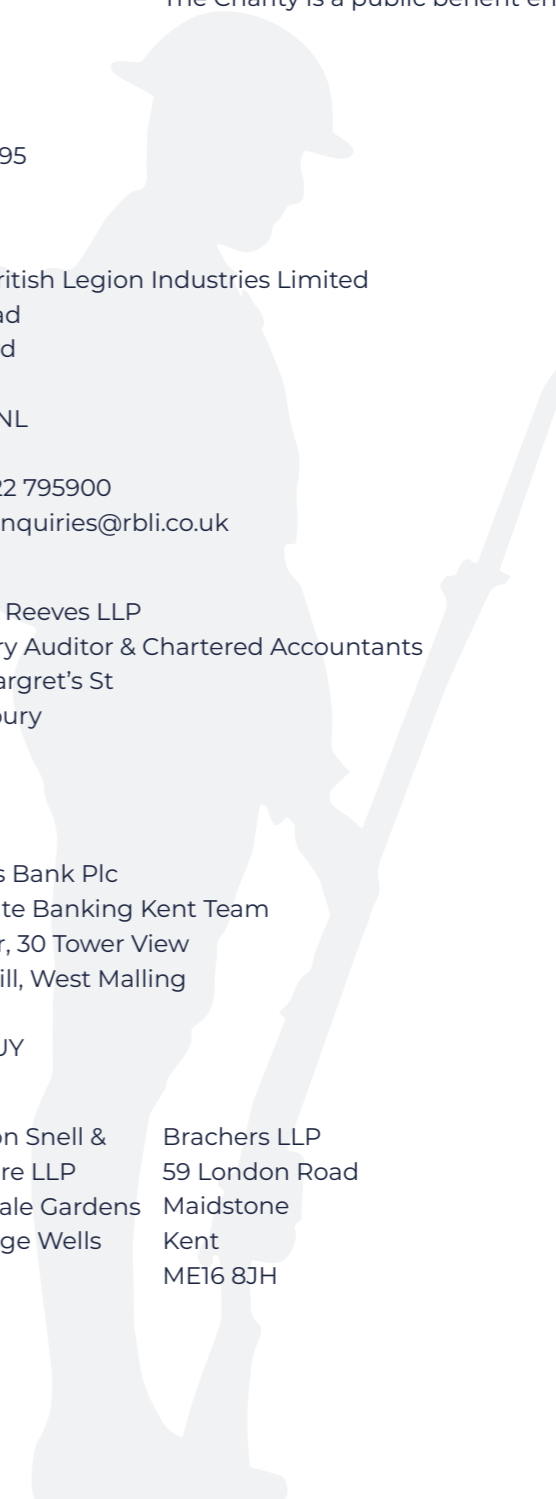 The Charity is a public benefit en
95
ritish Legion Industries Limited
ad
d
NL
22 795900
nquiries@rbli.co.uk
Reeves LLP
ry Auditor & Chartered Accountants
argret's St
bury
s Bank Plc
te Banking Kent Team
r, 30 Tower View
ill, West Malling
UY
on Snell &
re LLP
ale Gardens
ge Wells
Brachers LLP
59 London Road
Maidstone
Kent
ME16 8JH